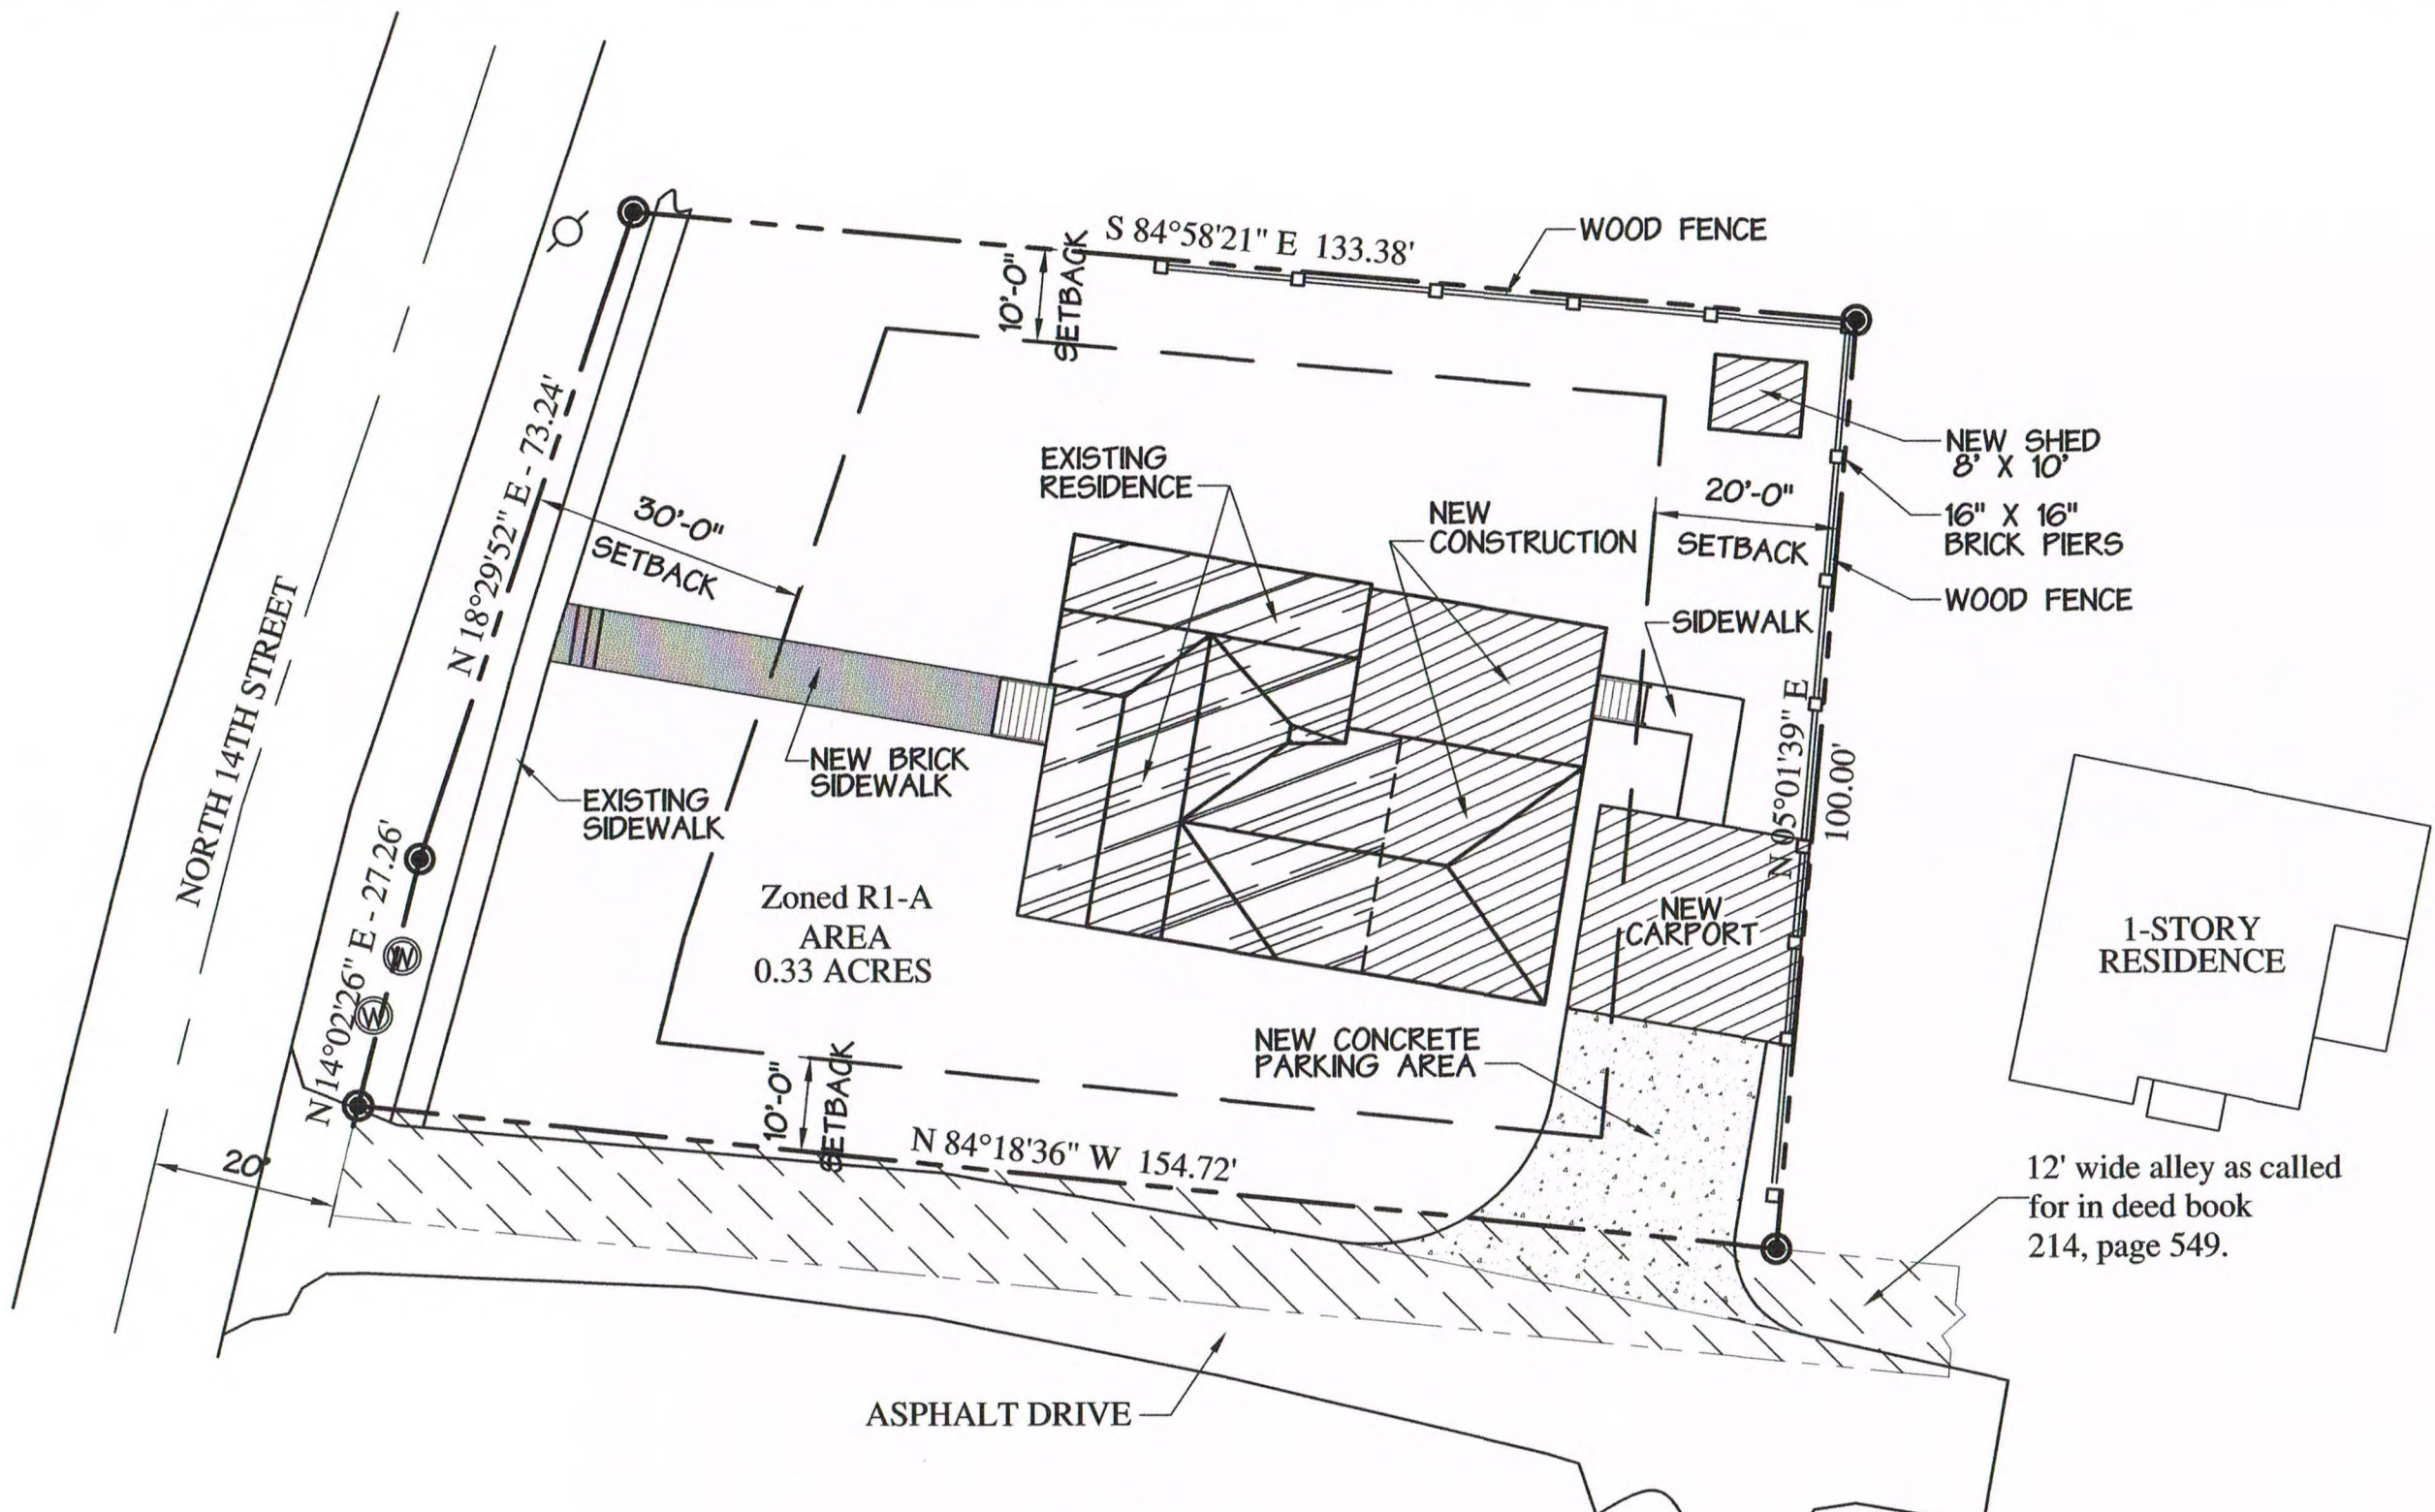 S 84°58'21" E 133.38'
WOOD FENCE
10'-0"
SETBACK
N 18°29'52" E - 73.24'
NEW SHED
8' X 10'
EXISTING
RESIDENCE
30'-0"
SETBACK
NEW
CONSTRUCTION
20'-0"
SETBACK
16" X 16"
BRICK PIERS
WOOD FENCE
SIDEWALK
NORTH 14TH STREET
NEW BRICK
SIDEWALK
EXISTING
SIDEWALK
N 05°01'39" E
100.00'
N 14°02'26" E - 27.26'
W
W
Zoned R1-A
AREA
0.33 ACRES
NEW
CARPORT
1-STORY
RESIDENCE
NEW CONCRETE
PARKING AREA
10'-0"
SETBACK
N 84°18'36" W 154.72'
20'
12' wide alley as called
for in deed book
214, page 549.
ASPHALT DRIVE